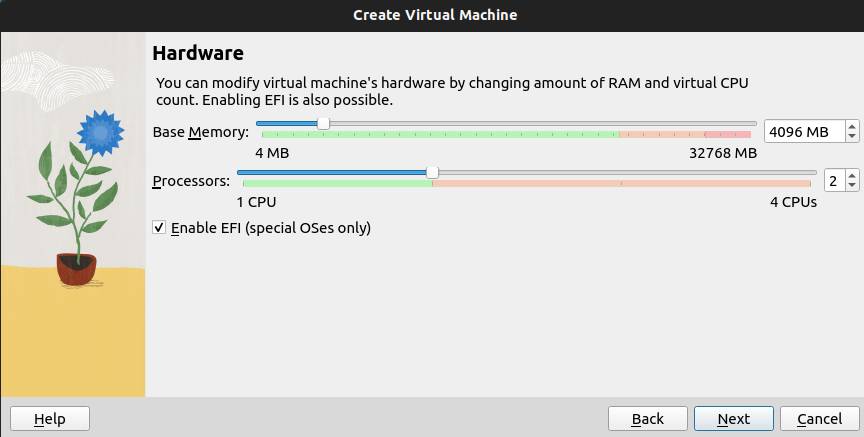 Create Virtual Machine
Hardware
You can modify virtual machine's hardware by changing amount of RAM and virtual CPU
count. Enabling EFI is also possible.
Base Memory:
4096 MB
4 MB
32768 MB
Processors:
2
1 CPU
4 CPUs
Enable EFI (special OSes only)
Help
Back
Next
Cancel